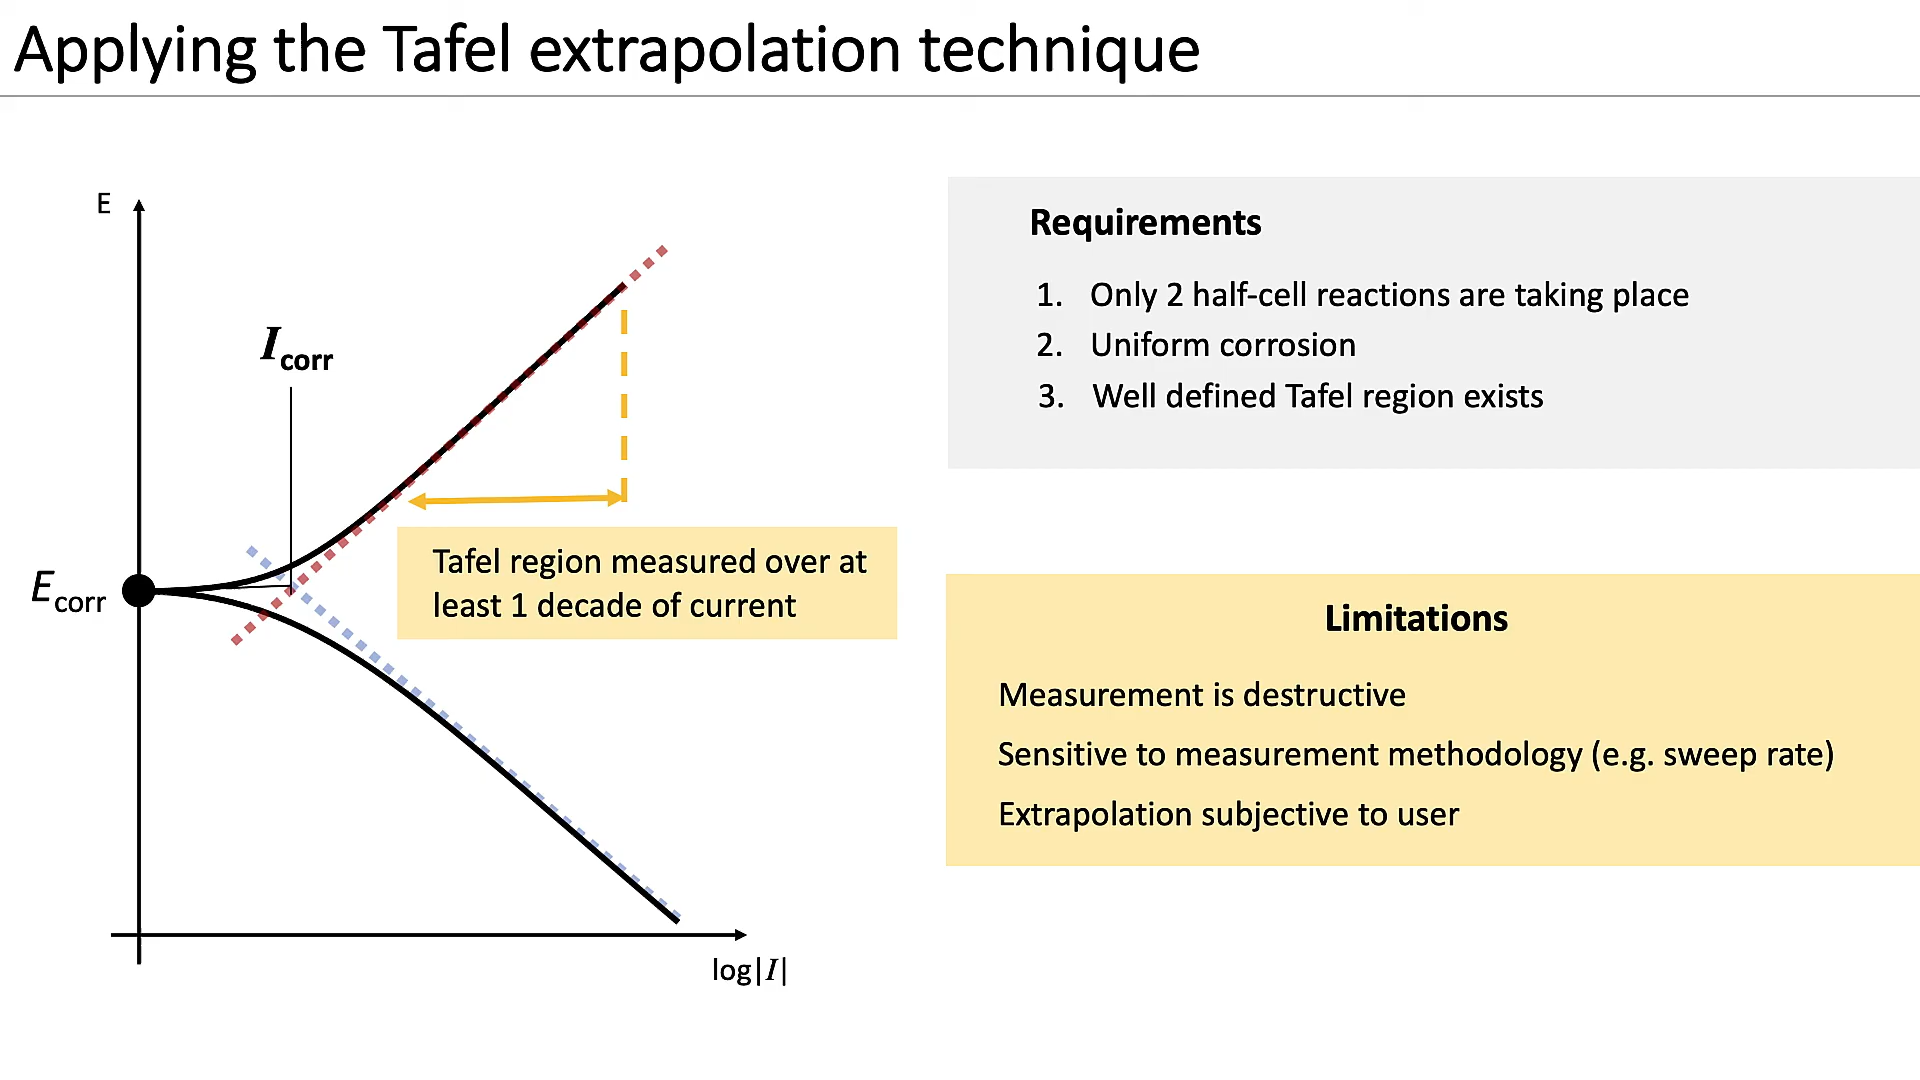 Applying the Tafel extrapolation technique
E
I corr
E corr
Tafel region measured over at
least 1 decade of current
log|I|
Requirements
1. Only 2 half-cell reactions are taking place
2. Uniform corrosion
3. Well defined Tafel region exists
Limitations
Measurement is destructive
Sensitive to measurement methodology (e.g. sweep rate)
Extrapolation subjective to user